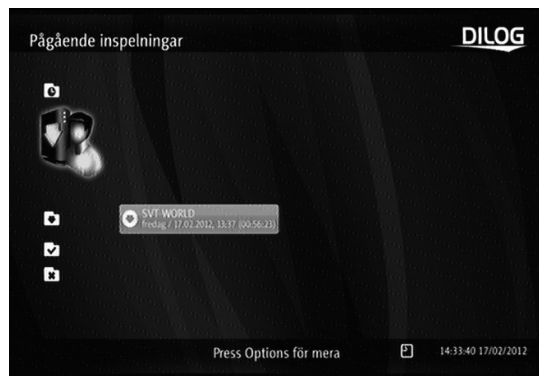 Pågående inspelningar
DILOG
SVT WORLD
fredag / 17.02.2012, 13:37 (00:56:23)
Press Options för mera
14:33:40 17/02/2012